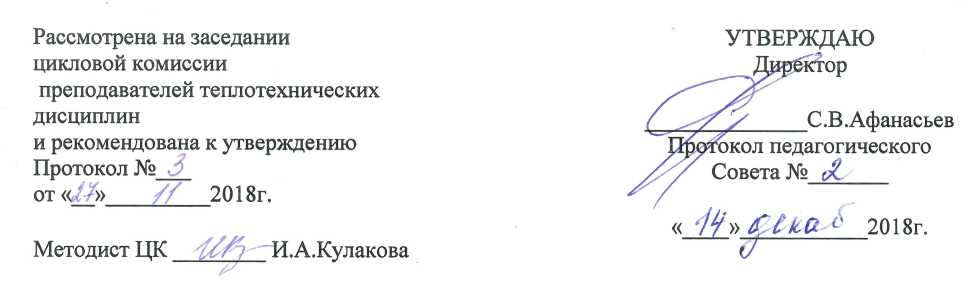 Рассмотрена на заседании
цикловой комиссии
преподавателей теплотехнических
дисциплин
и рекомендована к утверждению
Протокол № 3
от «27» 11 2018г.
Методист ЦК И.А.Кулакова
УТВЕРЖДАЮ
Директор
С.В.Афанасьев
Протокол педагогического
Совета № 2
«14» декаб 2018г.